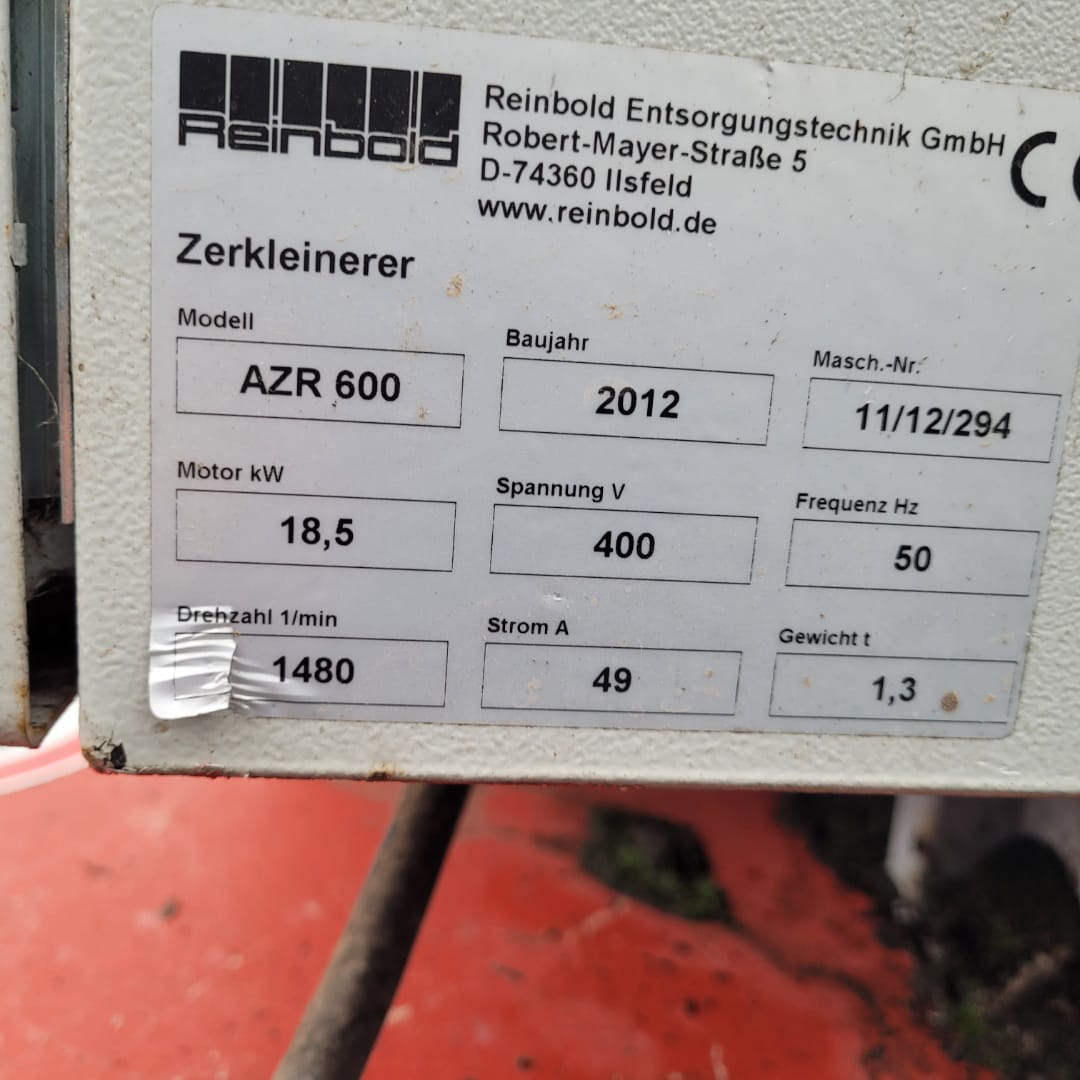 Reinbold
Reinbold Entsorgungstechnik GmbH
Robert-Mayer-Straße 5
D-74360 Ilsfeld
www.reinbold.de
CE
Zerkleinerer
Modell
AZR 600
Baujahr
2012
Masch.-Nr.
11/12/294
Motor kW
18,5
Spannung V
400
Frequenz Hz
50
Drehzahl 1/min
1480
Strom A
49
Gewicht t
1,3